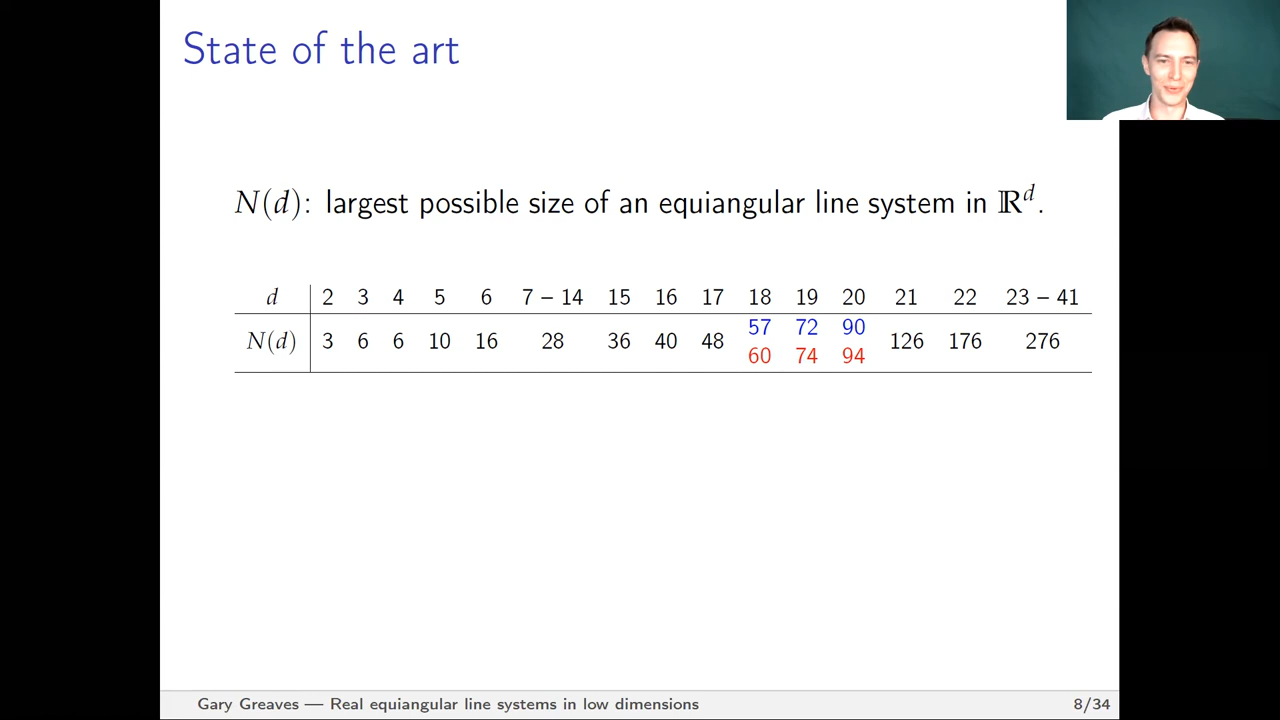 State of the art
N(d): largest possible size of an equiangular line system in ℝᵈ.
d 2 3 4 5 6 7 – 14 15 16 17 18 19 20 21 22 23 – 41
57 72 90
N(d) 3 6 6 10 16 28 36 40 48 126 176 276
60 74 94
Gary Greaves — Real equiangular line systems in low dimensions 8/34